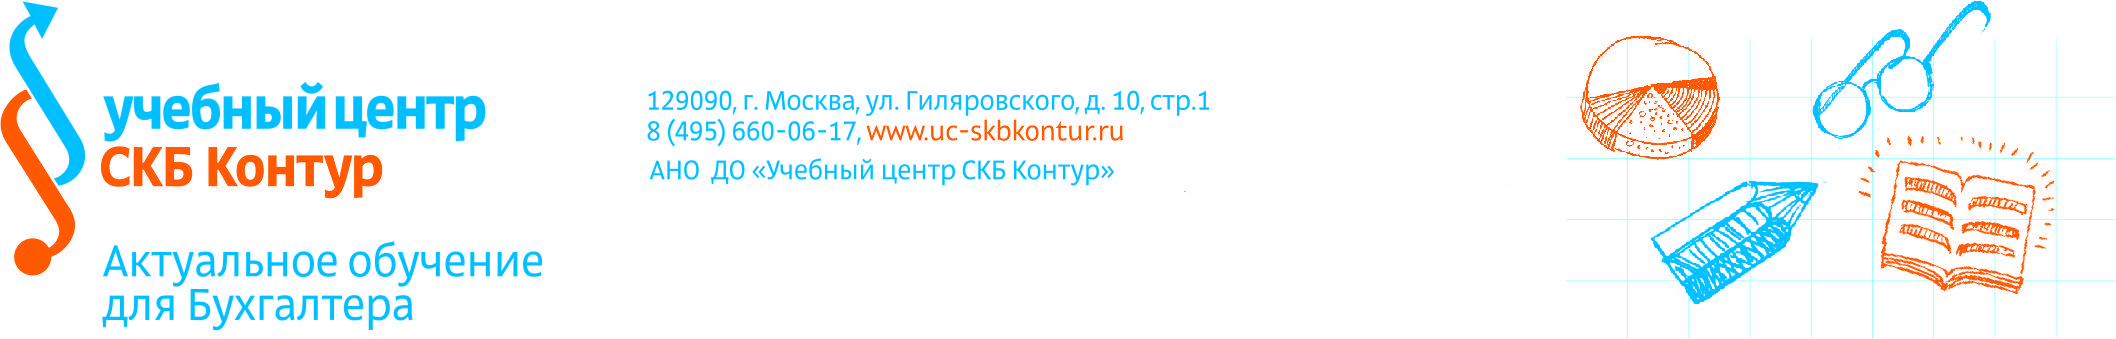 учебный центр
СКБ Контур
Актуальное обучение
для Бухгалтера
129090, г. Москва, ул. Гиляровского, д. 10, стр.1
8 (495) 660-06-17, www.uc-skbkontur.ru
АНО ДО «Учебный центр СКБ Контур»